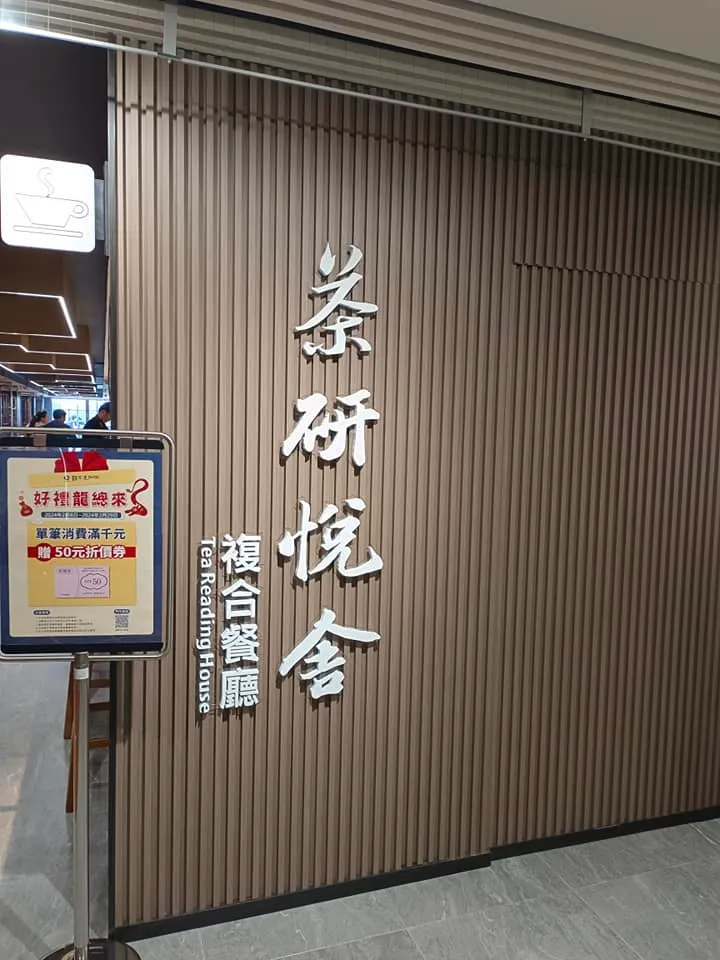 茶研悅舍
複合餐廳
Tea Reading House
好禮龍總來
單筆消費滿千元
贈 50元折價券